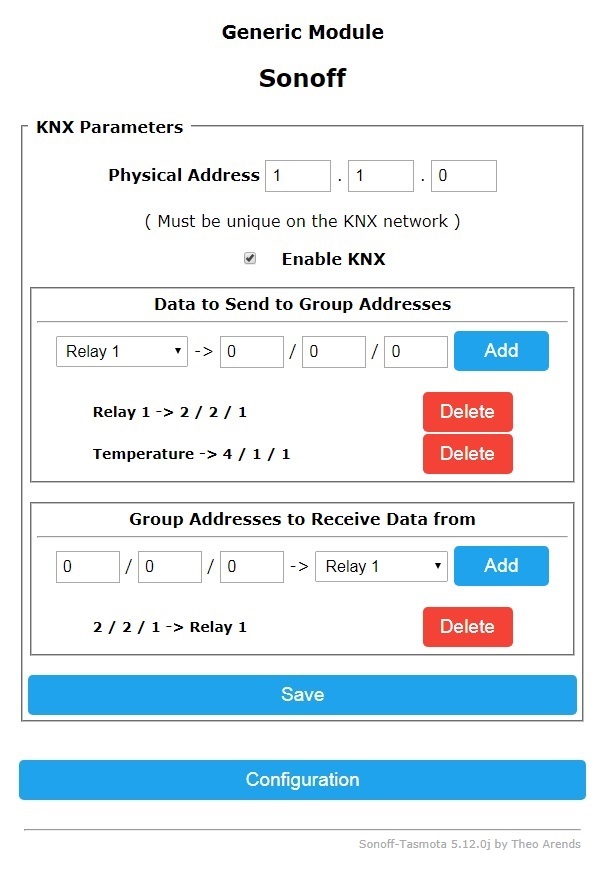 Generic Module
Sonoff
KNX Parameters
Physical Address 1 . 1 . 0
( Must be unique on the KNX network )
Enable KNX
Data to Send to Group Addresses
Relay 1 -> 0 / 0 / 0 Add
Relay 1 -> 2 / 2 / 1 Delete
Temperature -> 4 / 1 / 1 Delete
Group Addresses to Receive Data from
0 / 0 / 0 -> Relay 1 Add
2 / 2 / 1 -> Relay 1 Delete
Save
Configuration
Sonoff-Tasmota 5.12.0j by Theo Arends